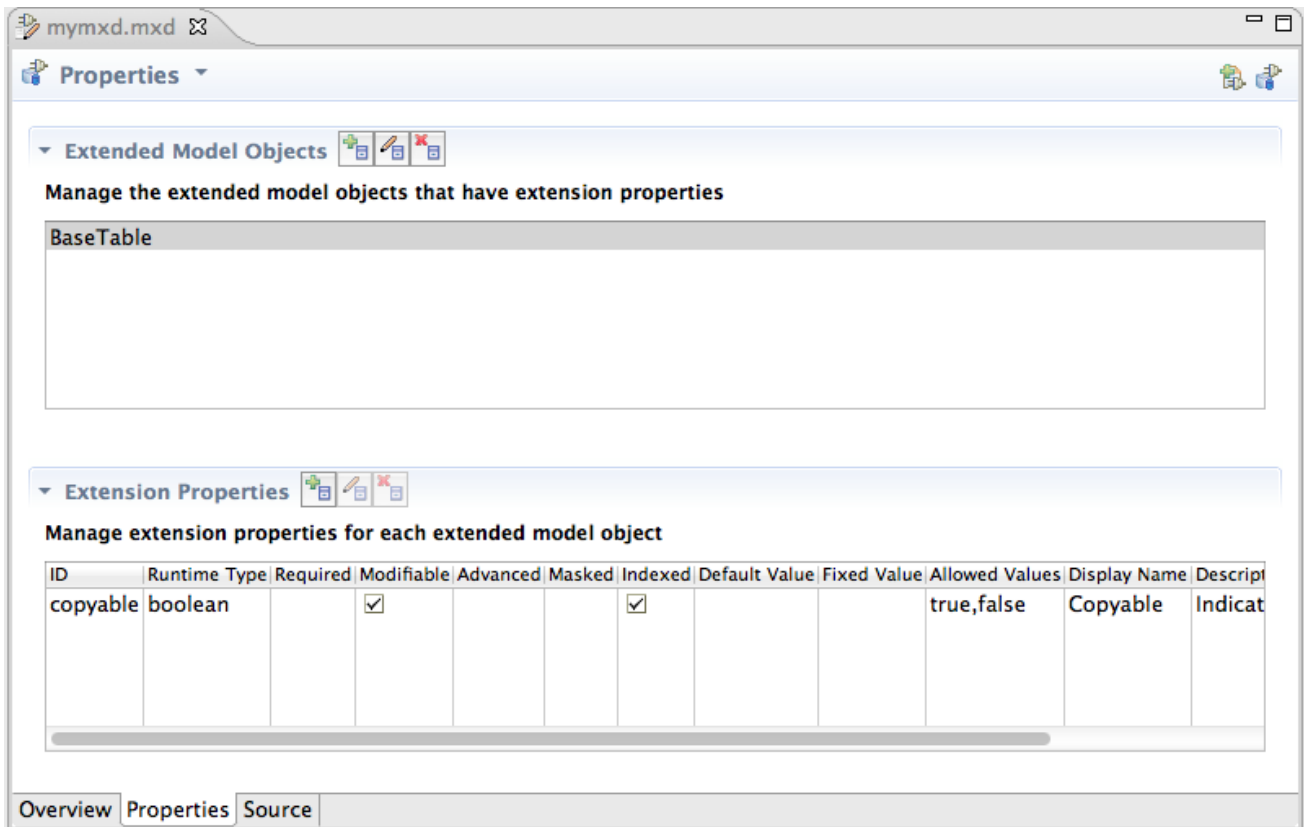 mymxd.mxd
Properties
Extended Model Objects
Manage the extended model objects that have extension properties
BaseTable
Extension Properties
Manage extension properties for each extended model object
ID Runtime Type Required Modifiable Advanced Masked Indexed Default Value Fixed Value Allowed Values Display Name Descript
copyable boolean true,false Copyable Indicat
Overview Properties Source